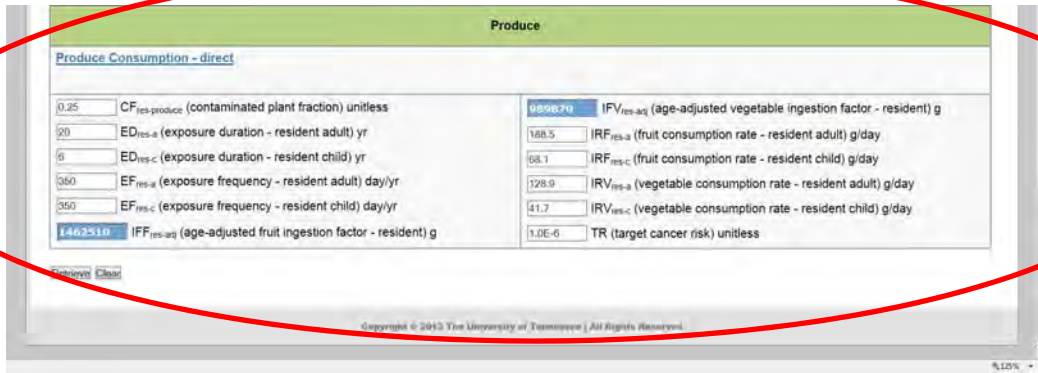 Produce
Produce Consumption - direct
0.25 CFres-produce (contaminated plant fraction) unitless
20 EDres-a (exposure duration - resident adult) yr
6 EDres-c (exposure duration - resident child) yr
350 EFres-a (exposure frequency - resident adult) day/yr
350 EFres-c (exposure frequency - resident child) day/yr
1462510 IFFres-adj (age-adjusted fruit ingestion factor - resident) g
989870 IFVres-adj (age-adjusted vegetable ingestion factor - resident) g
188.5 IRFres-a (fruit consumption rate - resident adult) g/day
68.1 IRFres-c (fruit consumption rate - resident child) g/day
128.9 IRVres-a (vegetable consumption rate - resident adult) g/day
41.7 IRVres-c (vegetable consumption rate - resident child) g/day
1.0E-6 TR (target cancer risk) unitless
Retrieve Clear
Copyright © 2013 The University of Tennessee | All Rights Reserved
125%